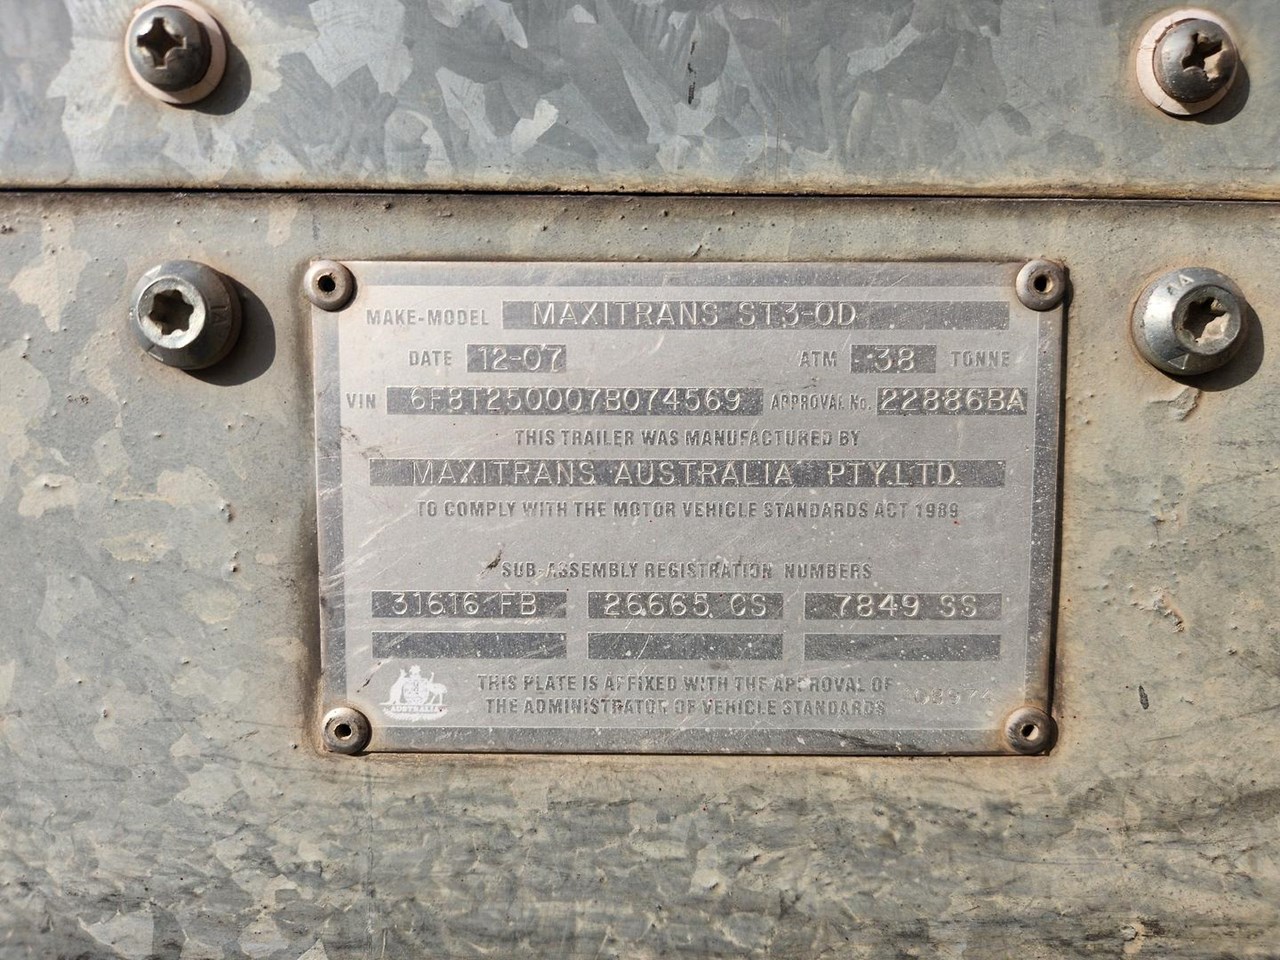 MAKE-MODEL MAXITRANS ST3-OD
DATE 12-07 ATM 38 TONNE
VIN 6F8T250007B074569 APPROVAL No. 22886BA
THIS TRAILER WAS MANUFACTURED BY
MAXITRANS AUSTRALIA PTY.LTD.
TO COMPLY WITH THE MOTOR VEHICLE STANDARDS ACT 1989
SUB-ASSEMBLY REGISTRATION NUMBERS
31616 FB 26665 CS 7849 SS
THIS PLATE IS AFFIXED WITH THE APPROVAL OF
THE ADMINISTRATOR OF VEHICLE STANDARDS
AUSTRALIA